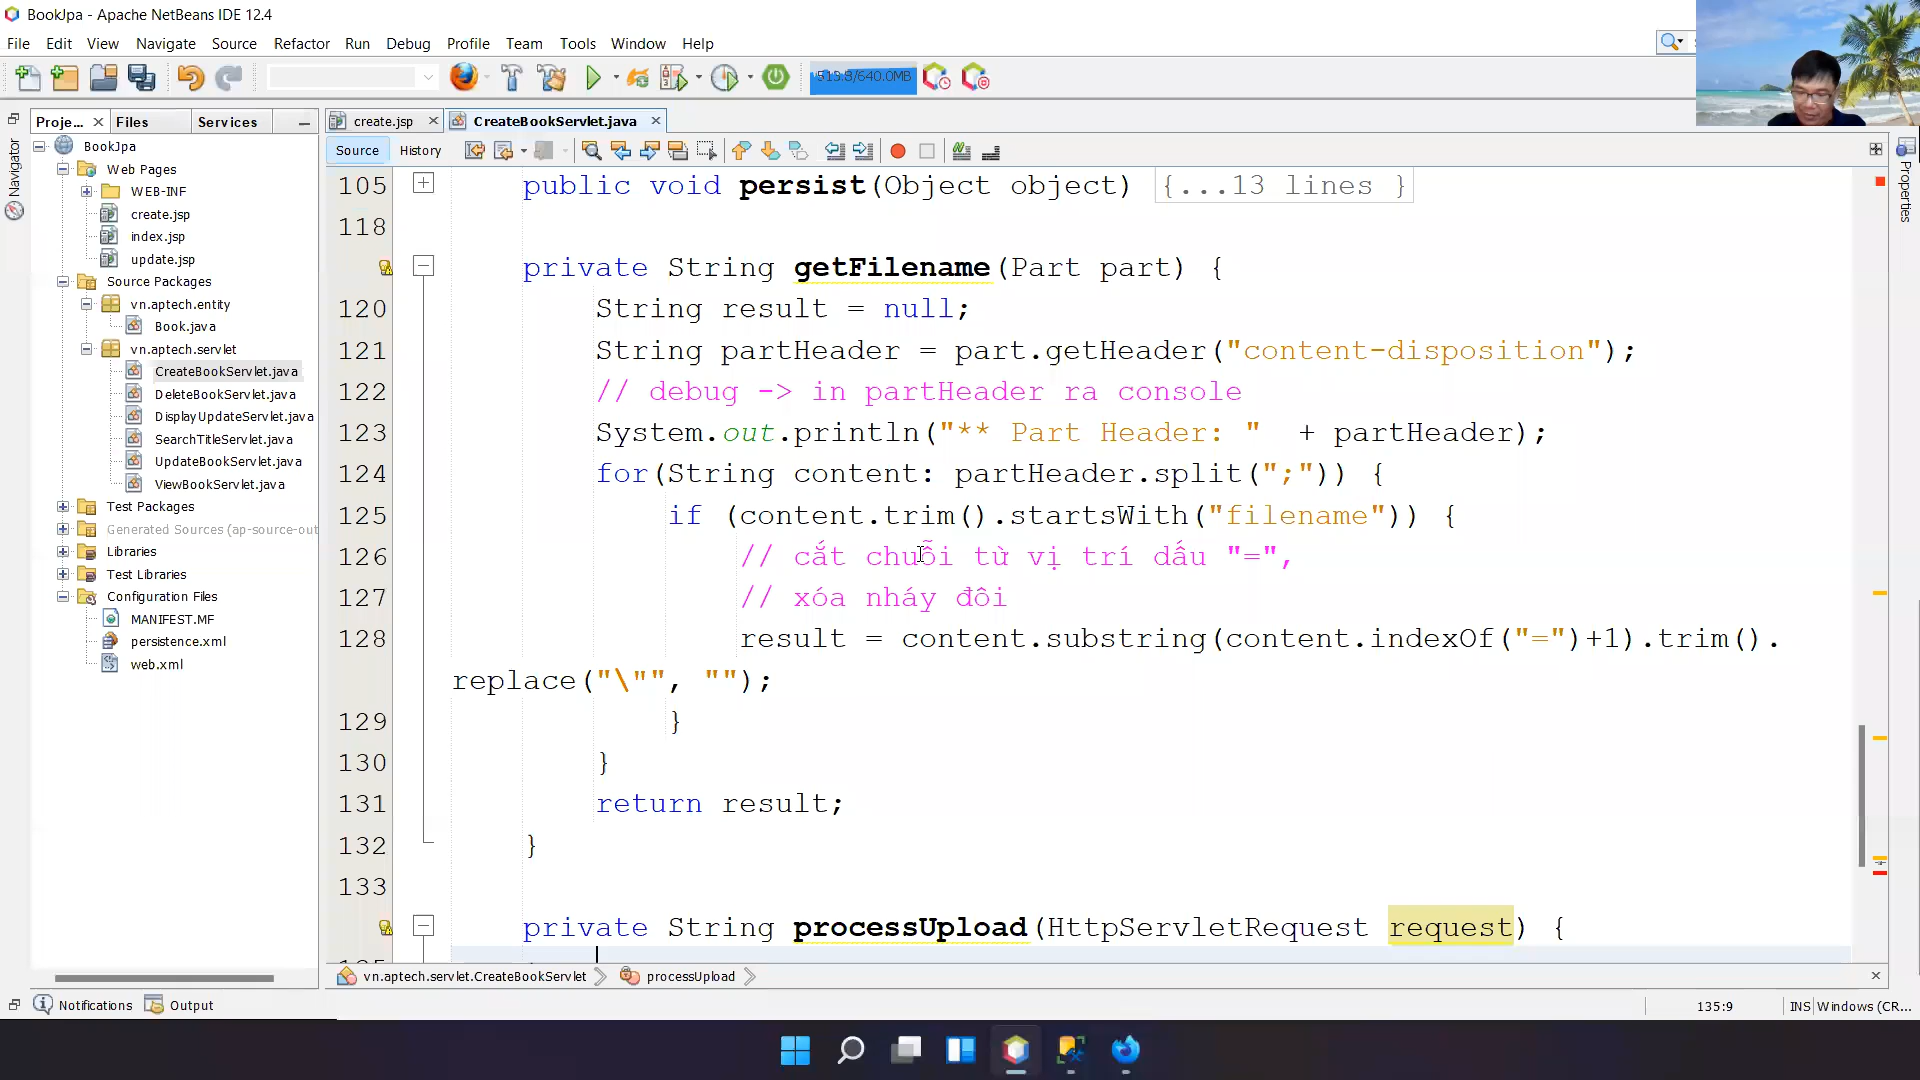 BookJpa - Apache NetBeans IDE 12.4
File Edit View Navigate Source Refactor Run Debug Profile Team Tools Window Help
513.8/640.0MB
Proje... Files Services
create.jsp CreateBookServlet.java
Source History
Navigator
Properties
BookJpa
Web Pages
WEB-INF
create.jsp
index.jsp
update.jsp
Source Packages
vn.aptech.entity
Book.java
vn.aptech.servlet
CreateBookServlet.java
DeleteBookServlet.java
DisplayUpdateServlet.java
SearchTitleServlet.java
UpdateBookServlet.java
ViewBookServlet.java
Test Packages
Generated Sources (ap-source-out
Libraries
Test Libraries
Configuration Files
MANIFEST.MF
persistence.xml
web.xml
105 public void persist(Object object) {...13 lines }
118
private String getFilename(Part part) {
120 String result = null;
121 String partHeader = part.getHeader("content-disposition");
122 // debug -> in partHeader ra console
123 System.out.println("** Part Header: " + partHeader);
124 for(String content: partHeader.split(";")) {
125 if (content.trim().startsWith("filename")) {
126 // cắt chuỗi từ vị trí dấu "=",
127 // xóa nháy đôi
128 result = content.substring(content.indexOf("=")+1).trim().
replace("\"", "");
129 }
130 }
131 return result;
132 }
133
private String processUpload(HttpServletRequest request) {
vn.aptech.servlet.CreateBookServlet processUpload
Notifications Output
135:9 INS Windows (CR...